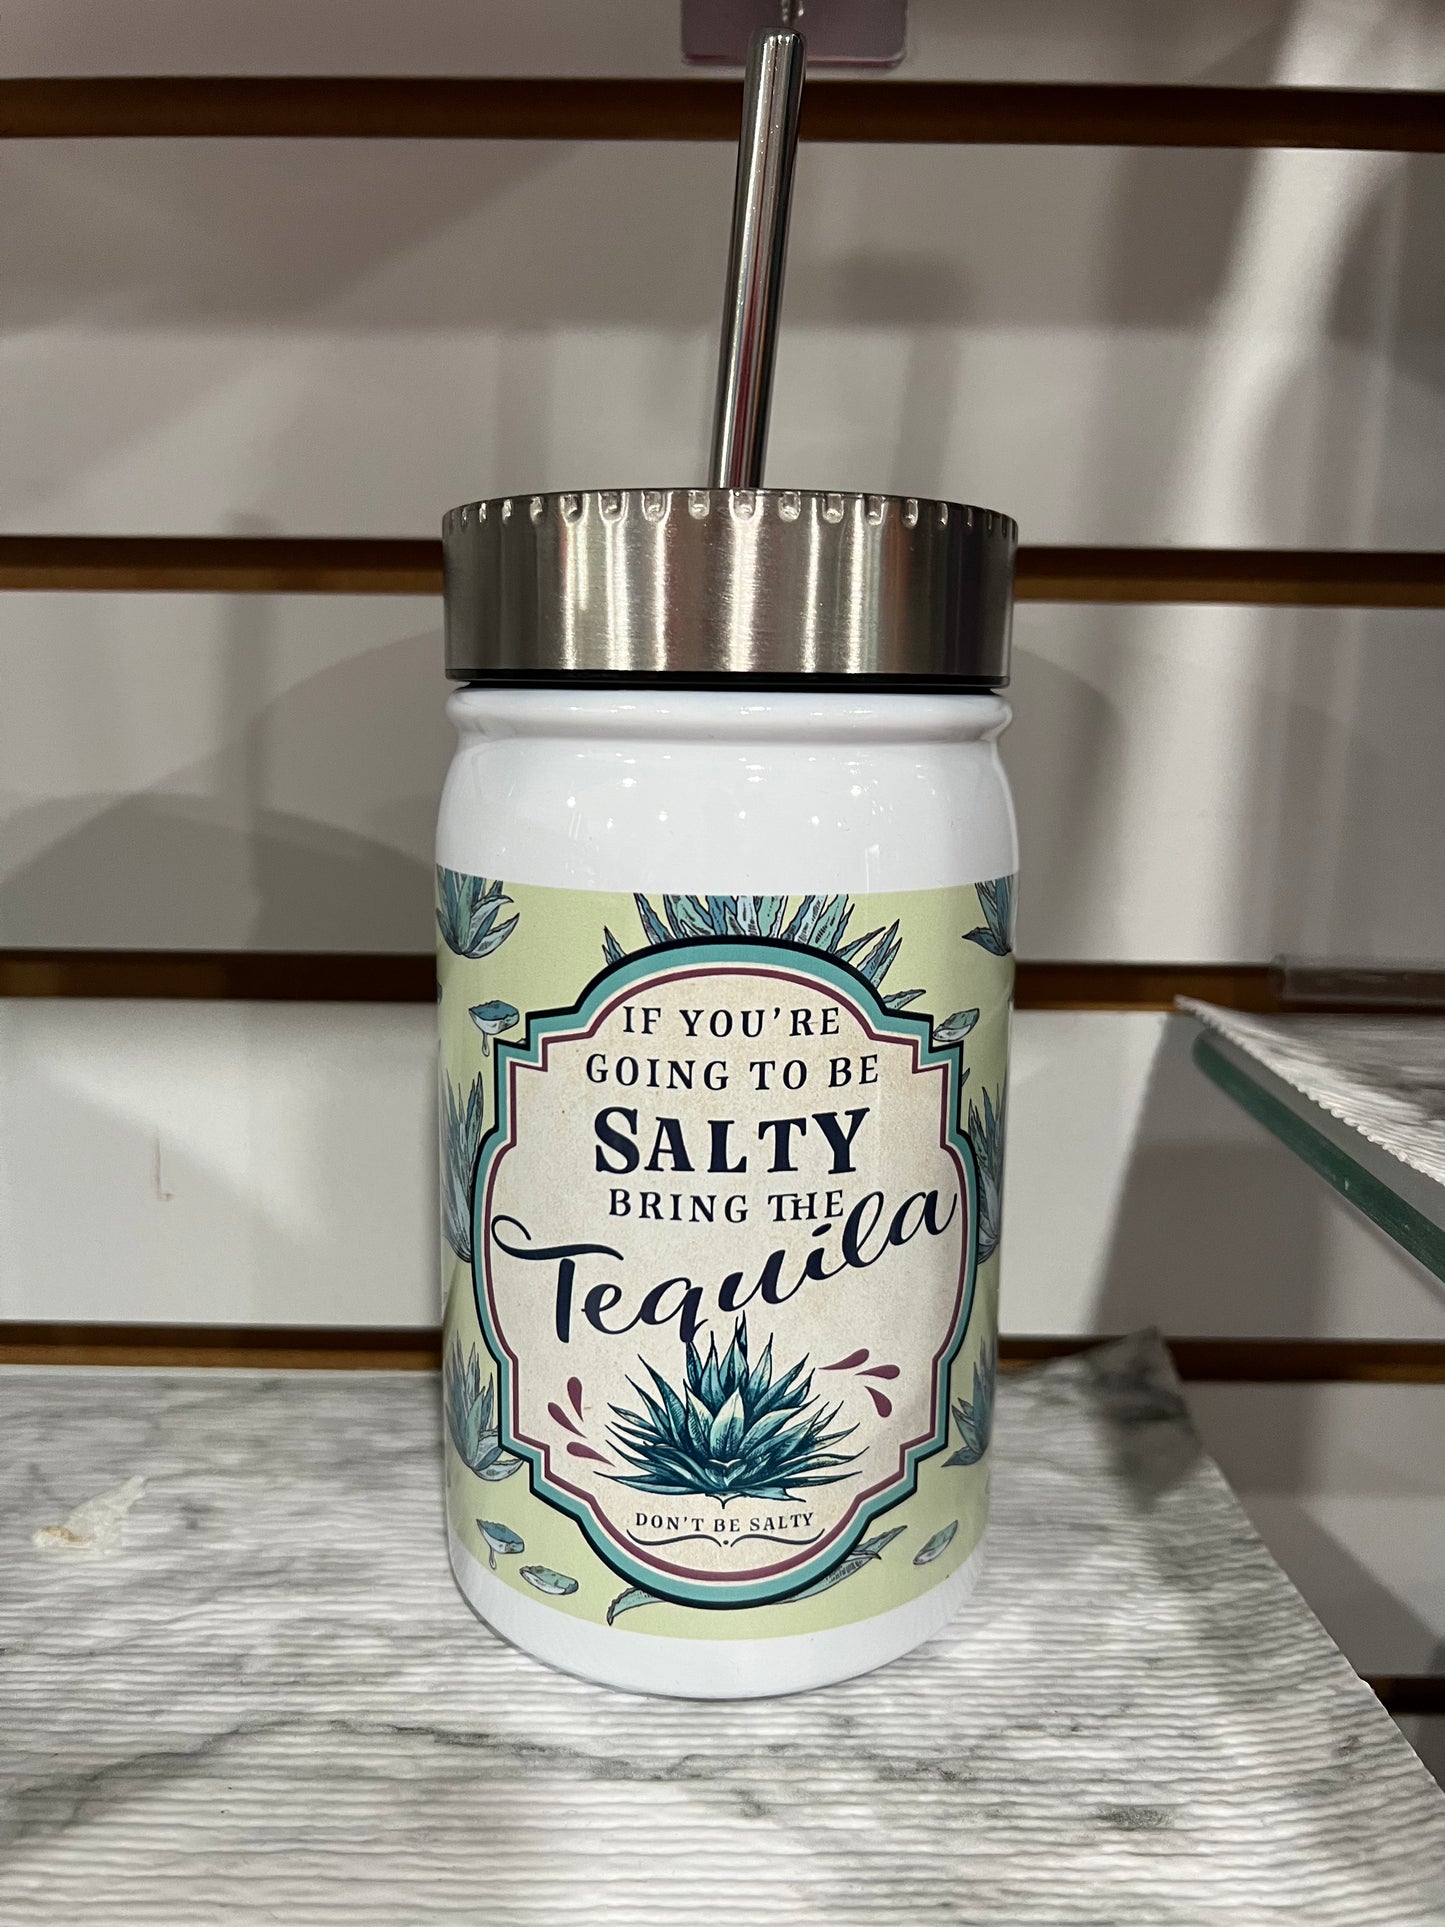 IF YOU'RE
GOING TO BE
SALTY
BRING THE
Tequila
DON'T BE SALTY